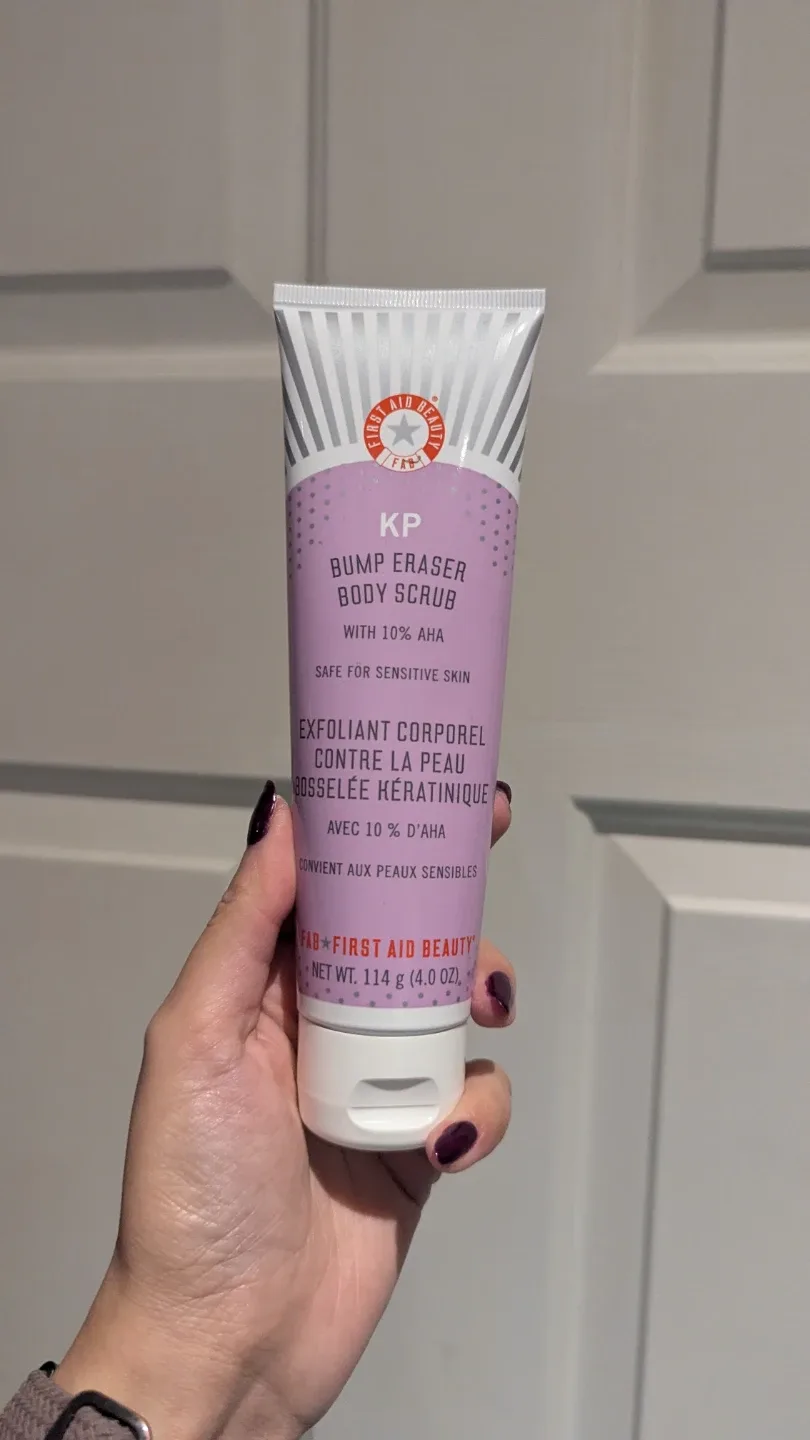 FIRST AID BEAUTY®
FAB
KP
BUMP ERASER
BODY SCRUB
WITH 10% AHA
SAFE FOR SENSITIVE SKIN
EXFOLIANT CORPOREL
CONTRE LA PEAU
BOSSELÉE KÉRATINIQUE
AVEC 10 % D'AHA
CONVIENT AUX PEAUX SENSIBLES
FAB★FIRST AID BEAUTY®
NET WT. 114 g (4.0 OZ)